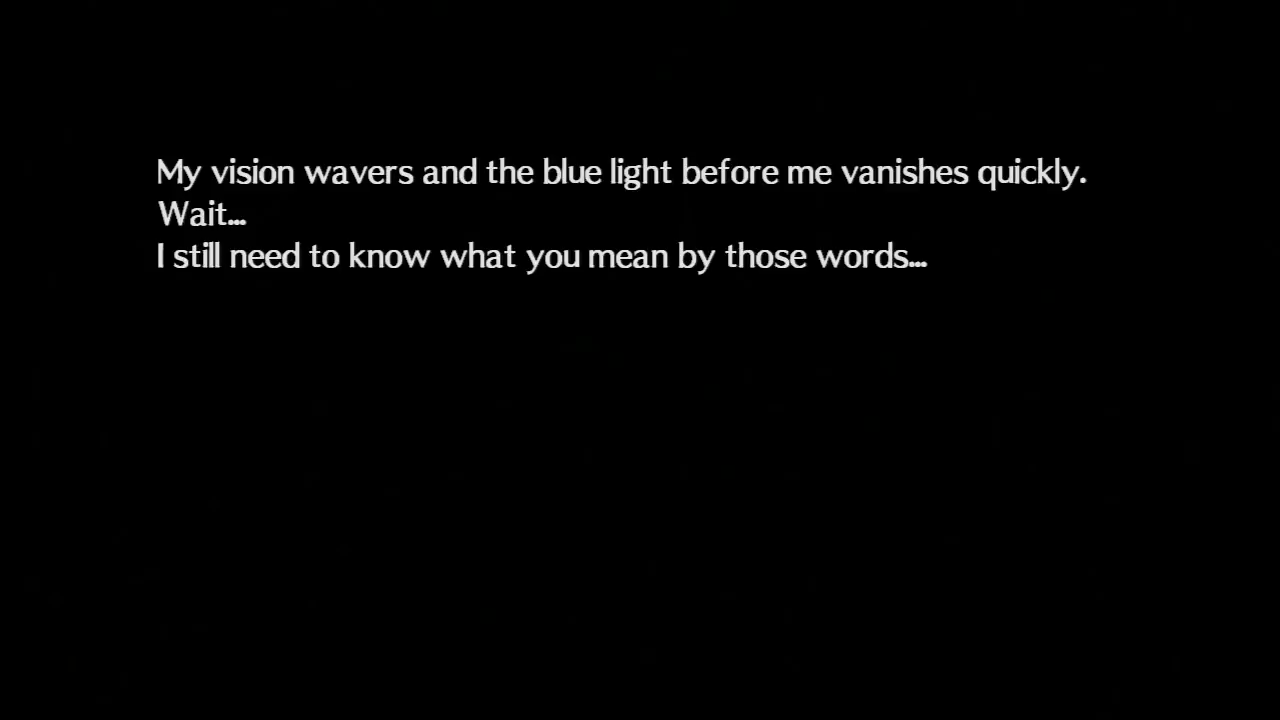 My vision wavers and the blue light before me vanishes quickly.
Wait...
I still need to know what you mean by those words...